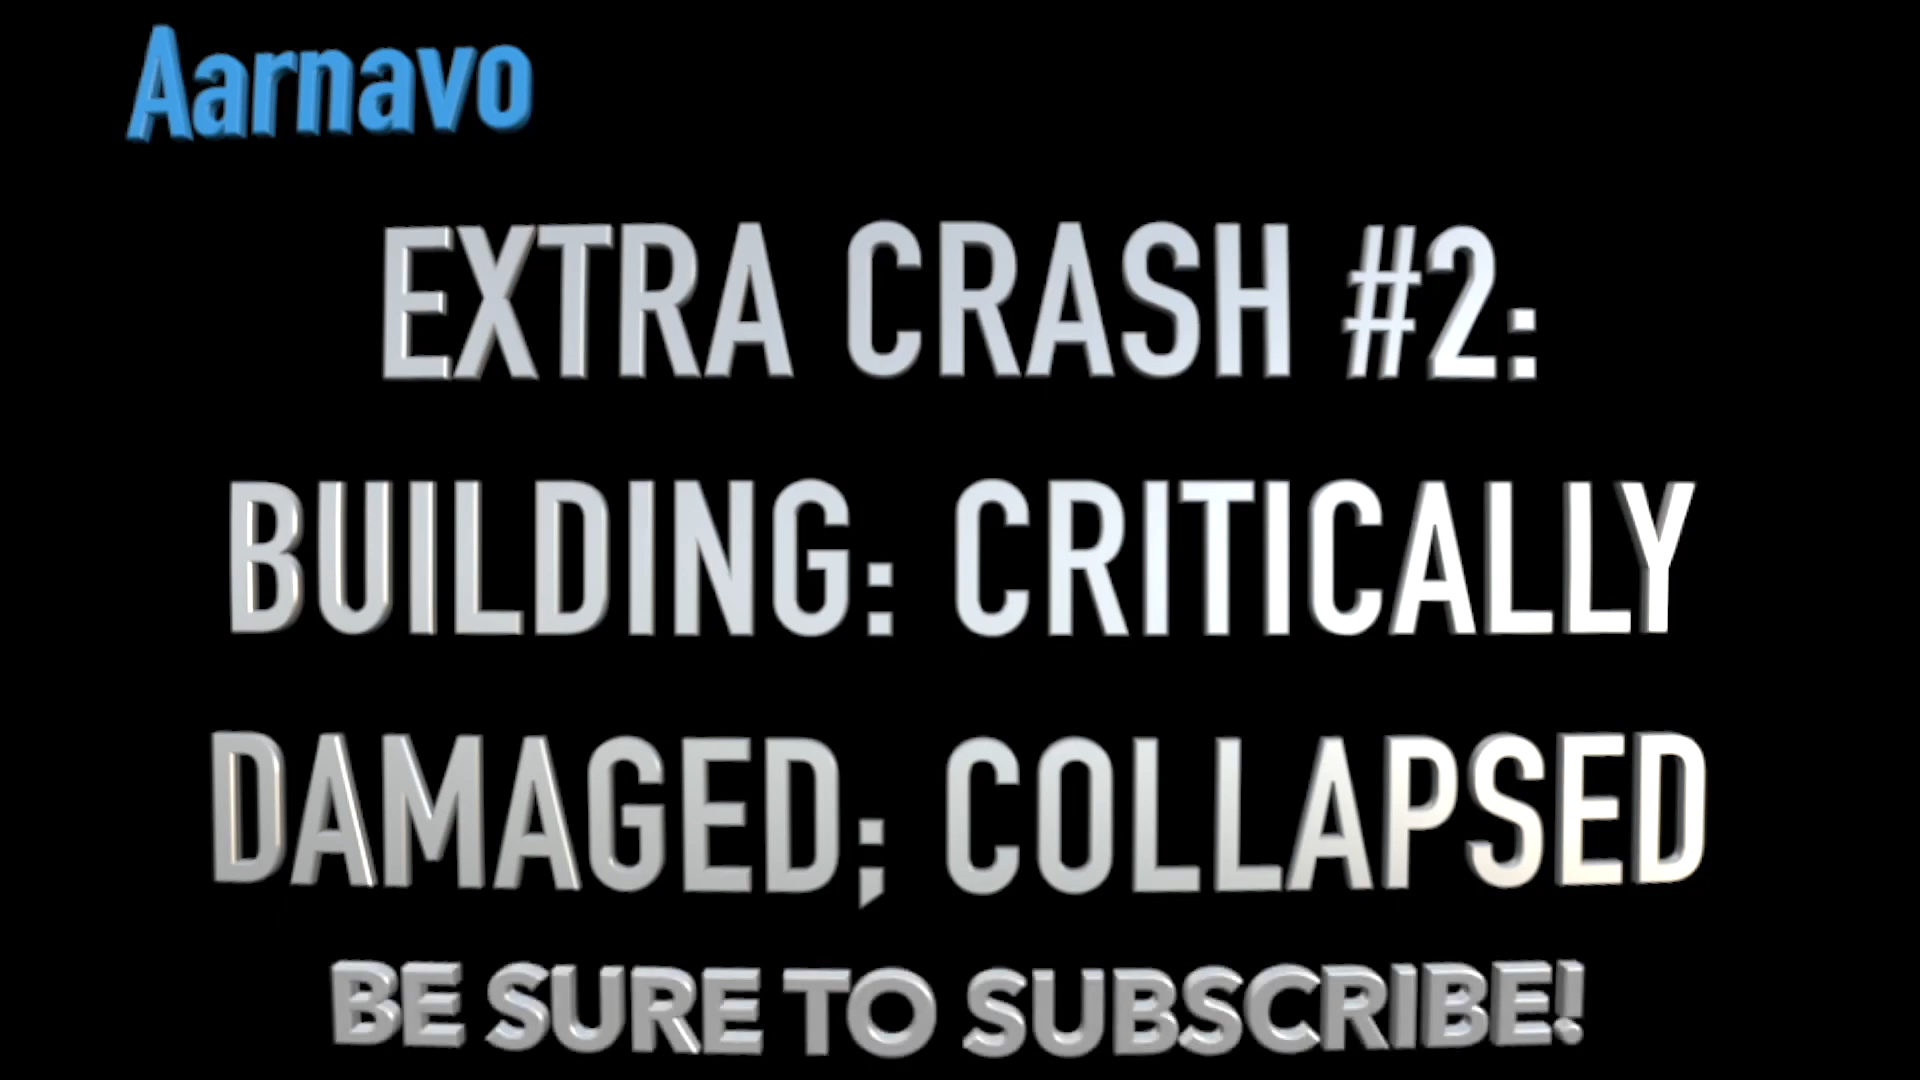 Aarnavo
EXTRA CRASH #2:
BUILDING: CRITICALLY
DAMAGED; COLLAPSED
BE SURE TO SUBSCRIBE!